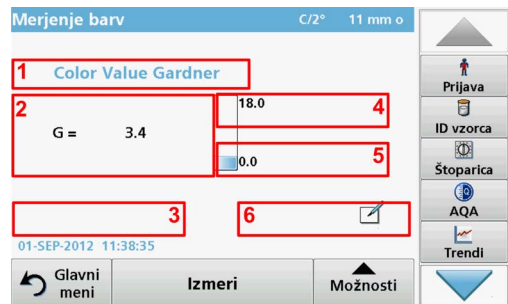 Merjenje barv C/2° 11 mm o
1 Color Value Gardner
2
G = 3.4
18.0 4
0.0 5
3
6
01-SEP-2012 11:38:35
Glavni meni
Izmeri
Možnosti
Prijava
ID vzorca
Štoparica
AQA
Trendi